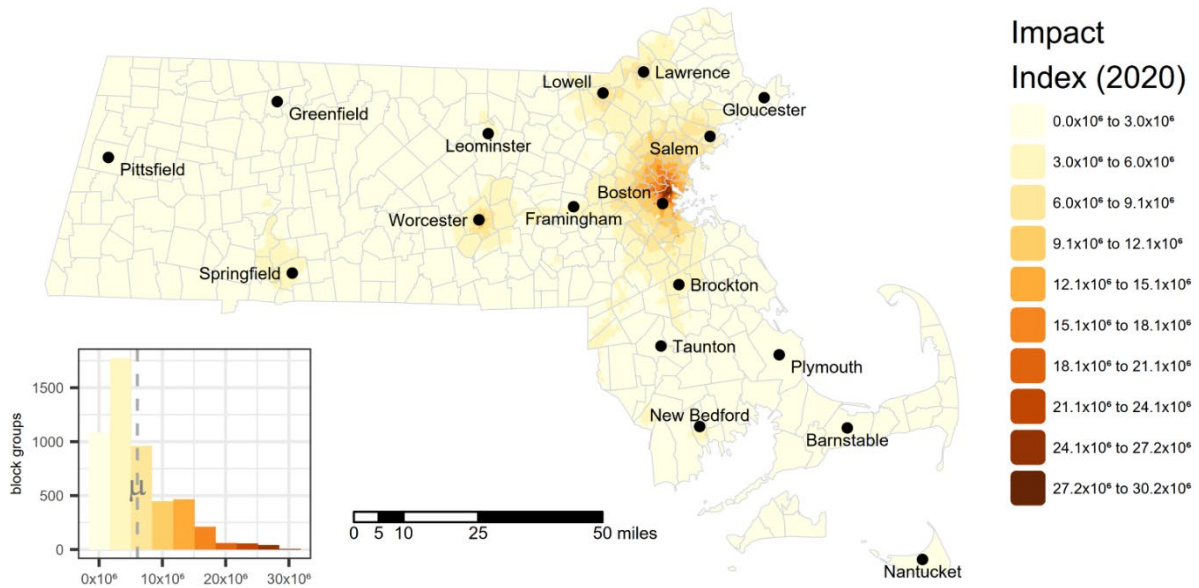 Impact
Index (2020)
0.0x10⁶ to 3.0x10⁶
3.0x10⁶ to 6.0x10⁶
6.0x10⁶ to 9.1x10⁶
9.1x10⁶ to 12.1x10⁶
12.1x10⁶ to 15.1x10⁶
15.1x10⁶ to 18.1x10⁶
18.1x10⁶ to 21.1x10⁶
21.1x10⁶ to 24.1x10⁶
24.1x10⁶ to 27.2x10⁶
27.2x10⁶ to 30.2x10⁶
Lawrence
Lowell
Gloucester
Greenfield
Leominster
Salem
Pittsfield
Boston
Worcester
Framingham
Springfield
Brockton
Taunton
Plymouth
New Bedford
Barnstable
Nantucket
block groups
1500
1000
500
0
μ
0x10⁶
10x10⁶
20x10⁶
30x10⁶
0 5 10 25 50 miles